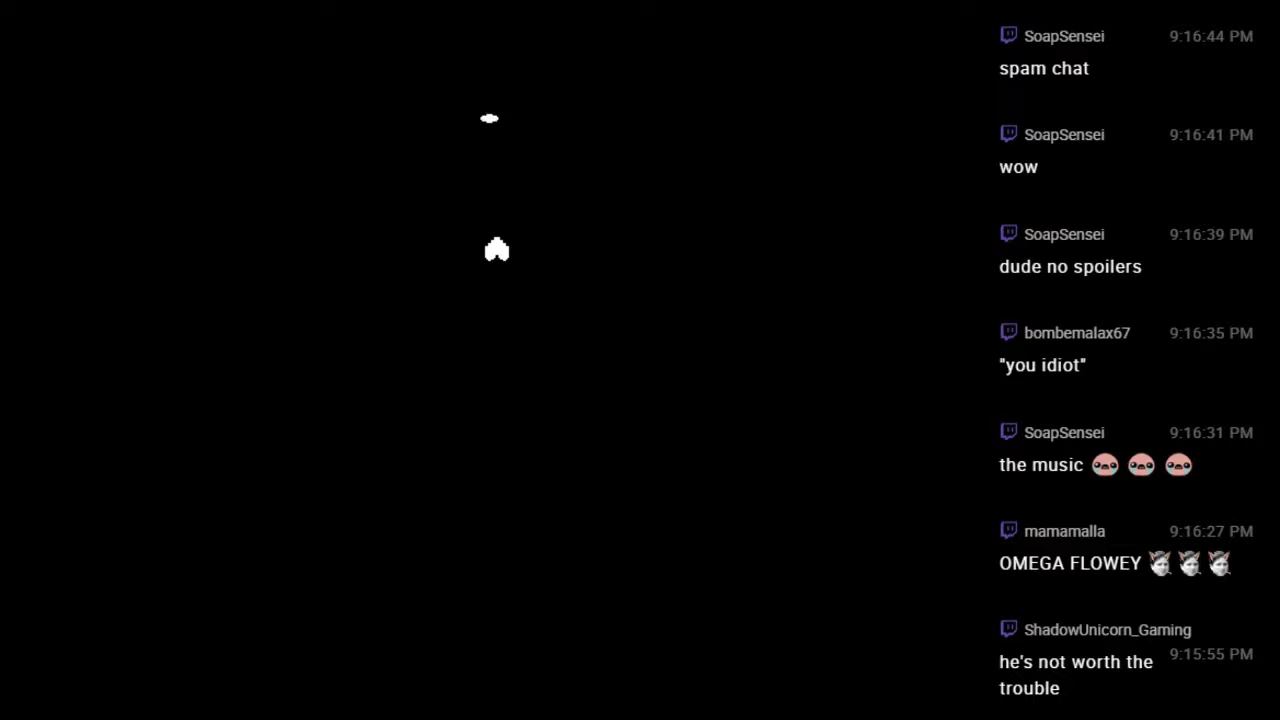 SoapSensei 9:16:44 PM
spam chat
SoapSensei 9:16:41 PM
wow
SoapSensei 9:16:39 PM
dude no spoilers
bombemalax67 9:16:35 PM
"you idiot"
SoapSensei 9:16:31 PM
the music
mamamalla 9:16:27 PM
OMEGA FLOWEY
ShadowUnicorn_Gaming
9:15:55 PM
he's not worth the
trouble